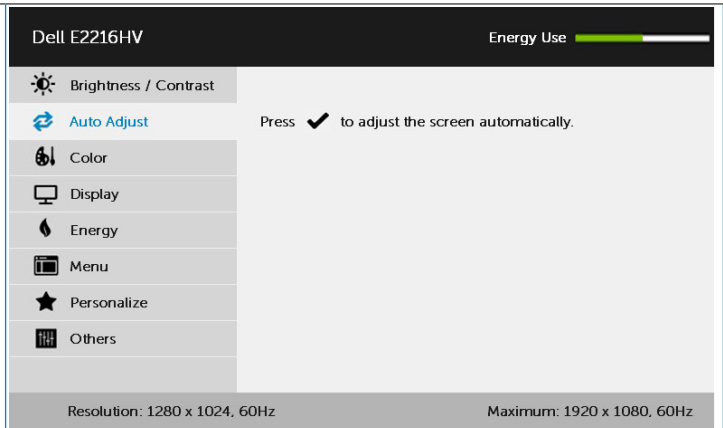 Dell E2216HV
Energy Use
Brightness / Contrast
Auto Adjust
Press ✔ to adjust the screen automatically.
Color
Display
Energy
Menu
Personalize
Others
Resolution: 1280 x 1024, 60Hz
Maximum: 1920 x 1080, 60Hz